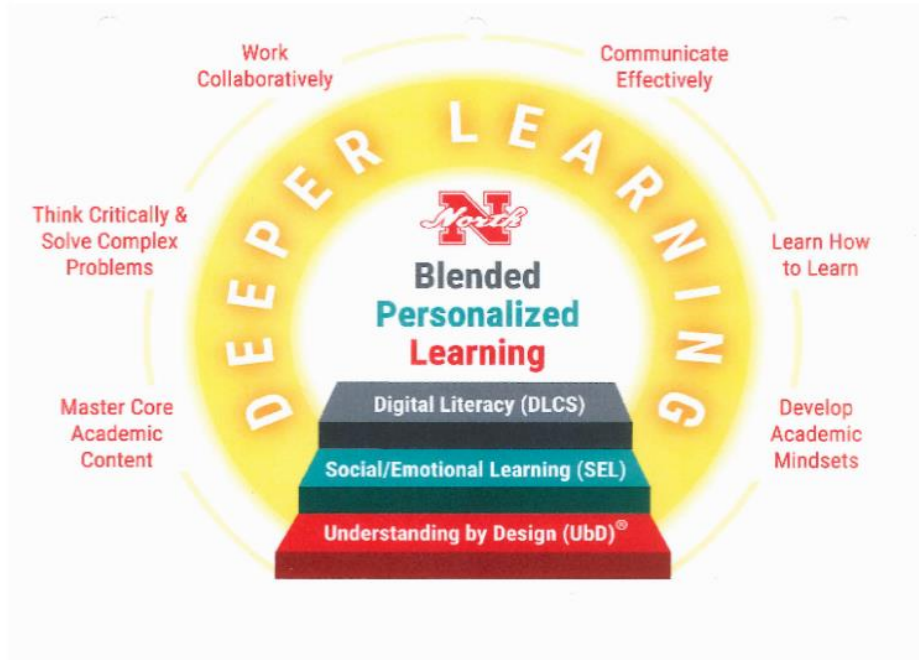 Work
Collaboratively
Communicate
Effectively
DEEPER LEARNING
Think Critically &
Solve Complex
Problems
N
North
Learn How
to Learn
Blended
Personalized
Learning
Master Core
Academic
Content
Develop
Academic
Mindsets
Digital Literacy (DLCS)
Social/Emotional Learning (SEL)
Understanding by Design (UbD)®